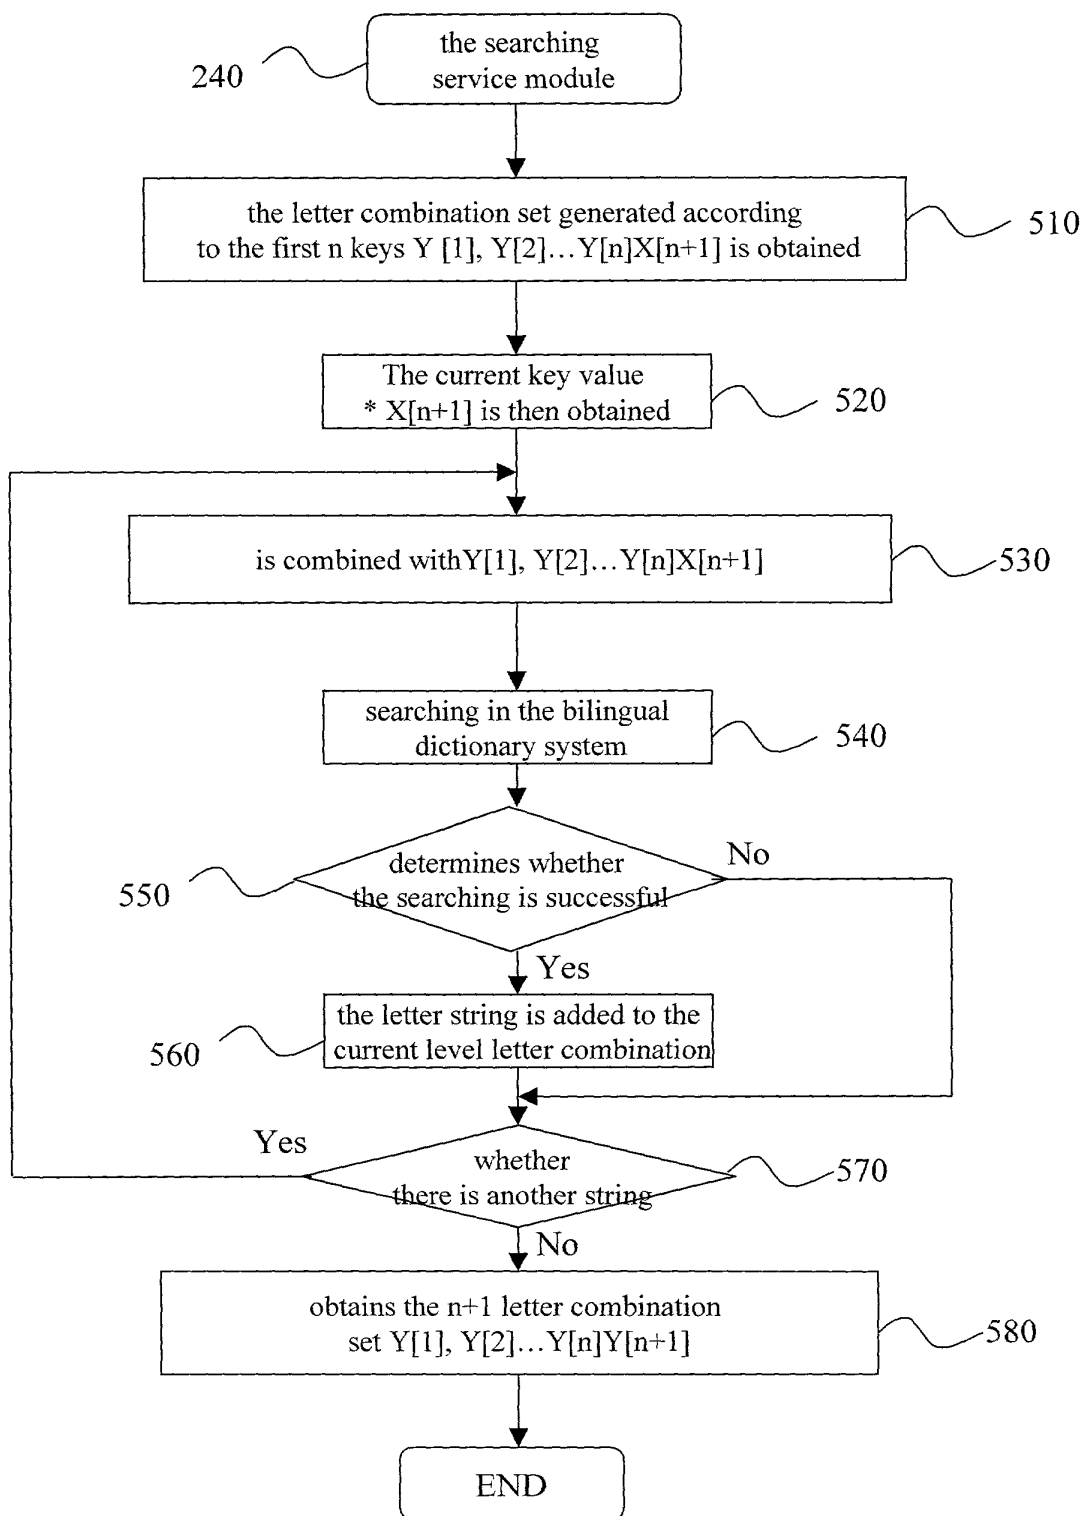 the searching
service module
240
the letter combination set generated according
to the first n keys Y [1], Y[2]…Y[n]X[n+1] is obtained
510
The current key value
* X[n+1] is then obtained
520
is combined withY[1], Y[2]…Y[n]X[n+1]
530
searching in the bilingual
dictionary system
540
determines whether
the searching is successful
550
No
Yes
the letter string is added to the
current level letter combination
560
Yes
whether
there is another string
570
No
obtains the n+1 letter combination
set Y[1], Y[2]…Y[n]Y[n+1]
580
END